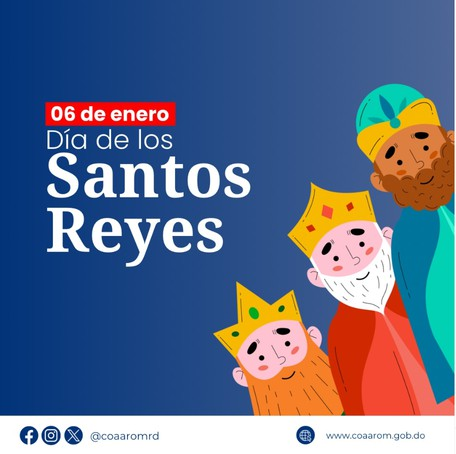 06 de enero
Día de los
Santos
Reyes
@coaaromrd
www.coaarom.gob.do